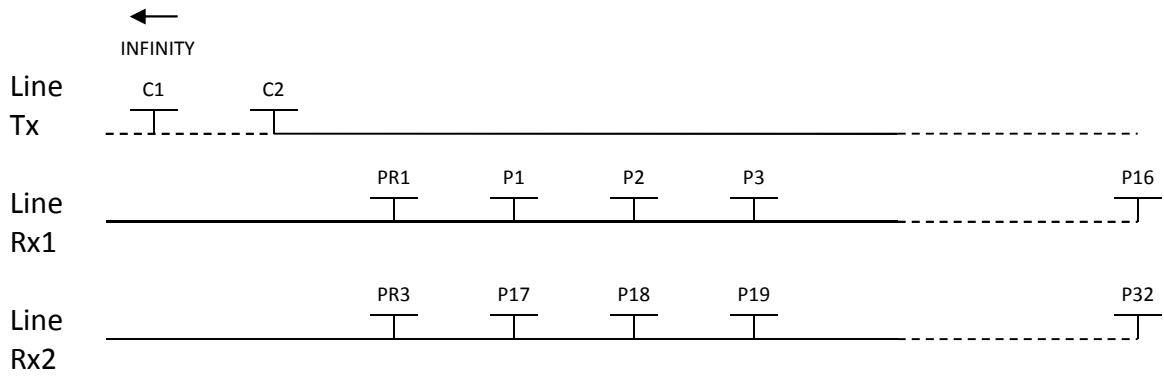 INFINITY
Line
Tx
C1 C2
Line
Rx1
PR1 P1 P2 P3 P16
Line
Rx2
PR3 P17 P18 P19 P32